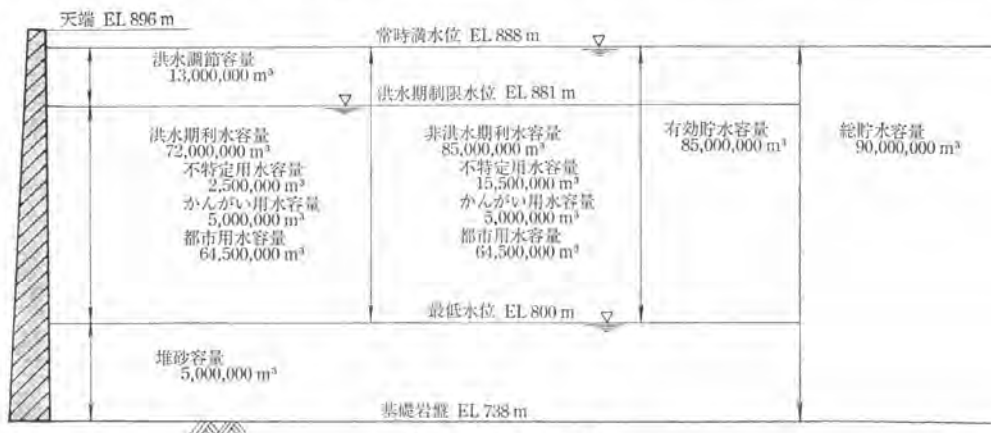 天端 EL 896 m
常時満水位 EL 888 m
洪水調節容量
13,000,000 m³
洪水期制限水位 EL 881 m
洪水期利水容量
72,000,000 m³
不特定用水容量
2,500,000 m³
かんがい用水容量
5,000,000 m³
都市用水容量
64,500,000 m³
非洪水期利水容量
85,000,000 m³
不特定用水容量
15,500,000 m³
かんがい用水容量
5,000,000 m³
都市用水容量
64,500,000 m³
有効貯水容量
85,000,000 m³
総貯水容量
90,000,000 m³
最低水位 EL 800 m
堆砂容量
5,000,000 m³
基礎岩盤 EL 738 m